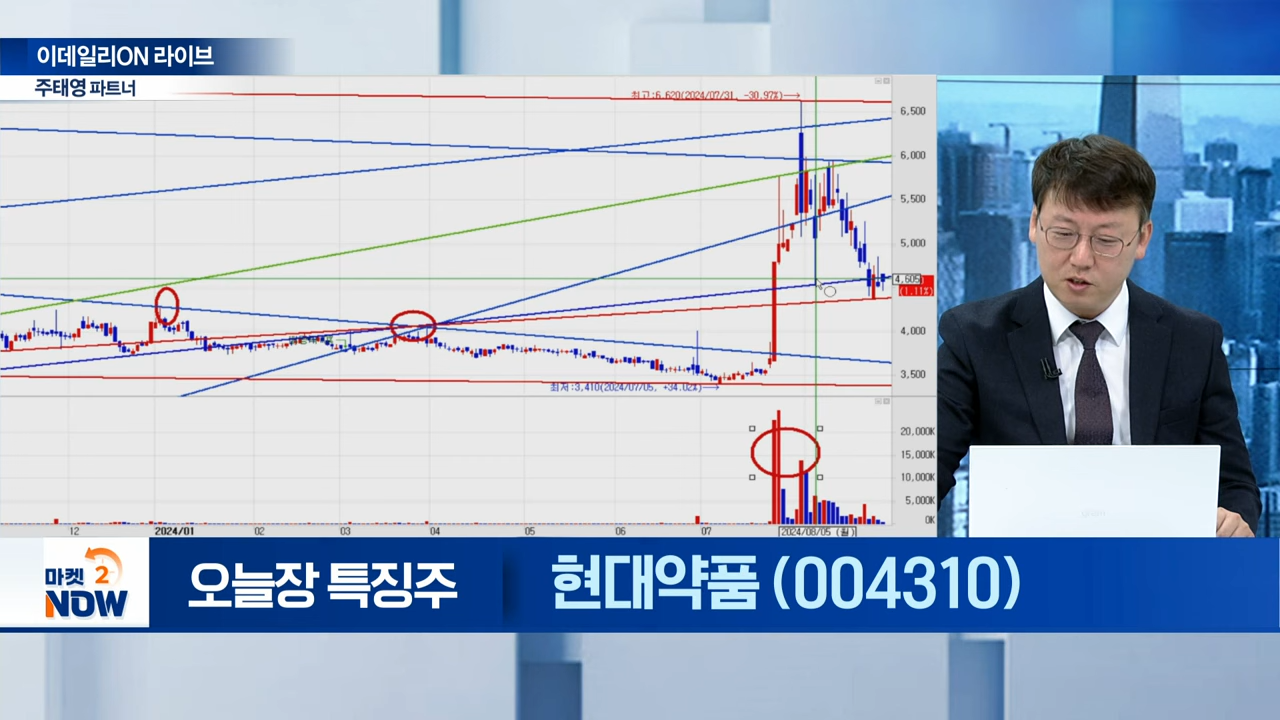 이데일리ON 라이브
주태영 파트너
최고:6,620(2024/07/31, -30.97%)→
6,500
6,000
5,500
5,000
4,605
(1.11%)
4,000
3,500
최저:3,410(2024/07/05, +34.02%)→
20,000K
15,000K
10,000K
5,000K
0K
12 2024/01 02 03 04 05 06 07 2024/08/05 (월)
마켓2
NOW
오늘장 특징주
현대약품 (004310)